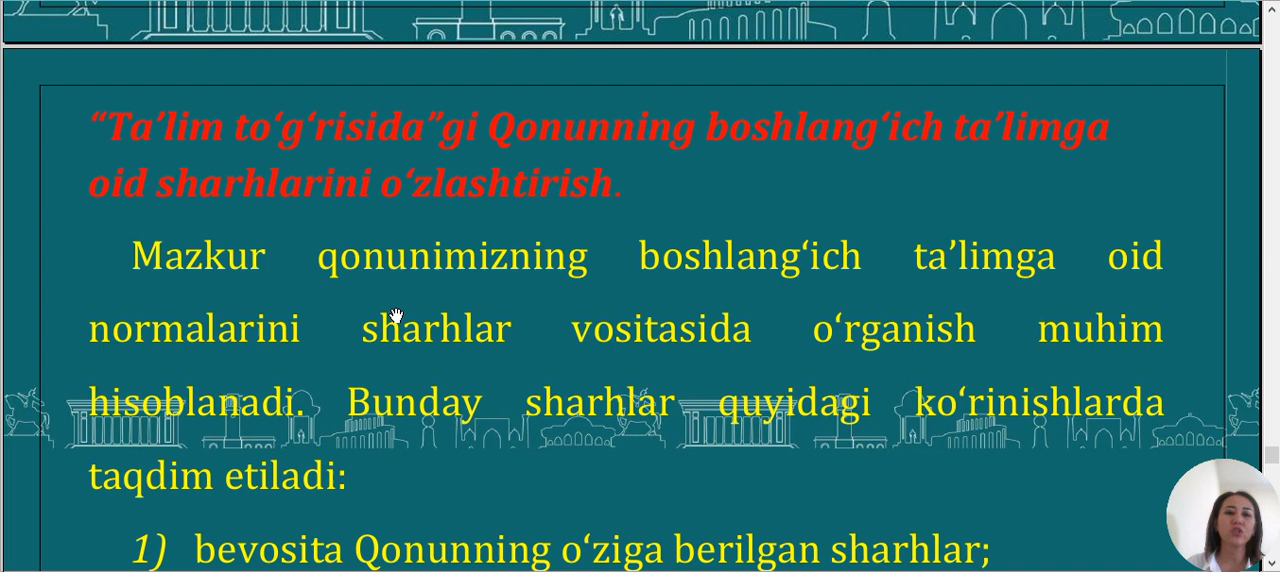 “Ta’lim to‘g‘risida”gi Qonunning boshlang‘ich ta’limga
oid sharhlarini o‘zlashtirish.
Mazkur qonunimizning boshlang‘ich ta’limga oid
normalarini sharhlar vositasida o‘rganish muhim
hisoblanadi. Bunday sharhlar quyidagi ko‘rinishlarda
taqdim etiladi:
1) bevosita Qonunning o‘ziga berilgan sharhlar;